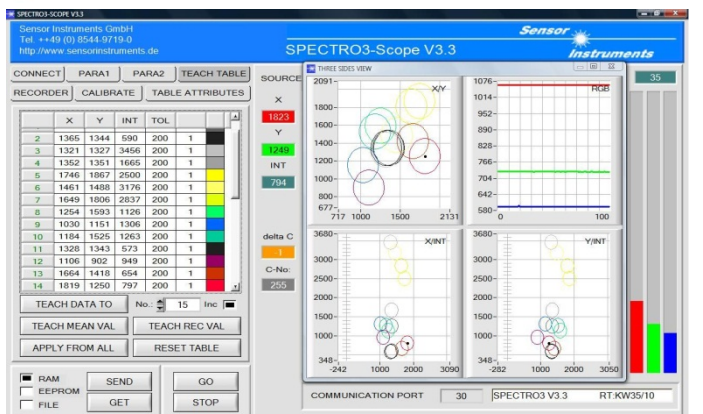 SPECTRO3-SCOPE V3.3
Sensor Instruments GmbH
Tel. ++49 (0) 8544-9719-0
http://www.sensorinstruments.de
SPECTRO3-Scope V3.3
Sensor
Instruments
CONNECT PARA1 PARA2 TEACH TABLE
RECORDER CALIBRATE TABLE ATTRIBUTES
X Y INT TOL
2 1365 1344 590 200 1
3 1321 1327 3456 200 1
4 1352 1351 1665 200 1
5 1746 1867 2500 200 1
6 1461 1488 3176 200 1
7 1649 1806 2837 200 1
8 1254 1593 1126 200 1
9 1030 1151 1306 200 1
10 1184 1525 1263 200 1
11 1328 1343 573 200 1
12 1106 902 949 200 1
13 1664 1418 654 200 1
14 1819 1250 797 200 1
TEACH DATA TO No.: 15 Inc
TEACH MEAN VAL TEACH REC VAL
APPLY FROM ALL RESET TABLE
RAM
EEPROM
FILE
SEND GO
GET STOP
SOURCE
X
1823
Y
1249
INT
794
delta C
-1
C-No:
255
THREE SIDES VIEW
2091-
1800-
1600-
1400-
1200-
1000-
800-
677-
717 1000 1500 2131
X/Y
1076-
1014-
952-
890-
828-
766-
704-
642-
580-
0 100
RGB
3680-
3000-
2500-
2000-
1500-
1000-
348-
-242 1000 2000 3090
X/INT
3680-
3000-
2500-
2000-
1500-
1000-
348-
-282 1000 2000 3050
Y/INT
35
COMMUNICATION PORT 30 SPECTRO3 V3.3 RT:KW35/10